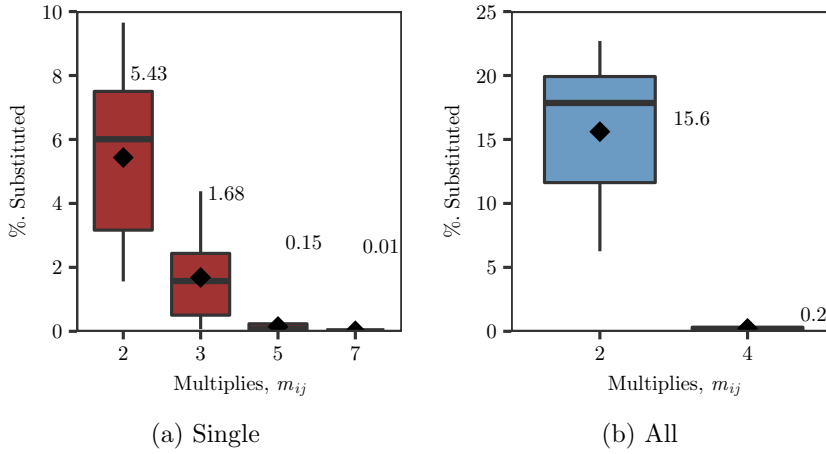 10
8
6
4
2
0
%. Substituted
5.43
1.68
0.15
0.01
2 3 5 7
Multiplies, m_{ij}
(a) Single
25
20
15
10
5
0
%. Substituted
15.6
0.2
2 4
Multiplies, m_{ij}
(b) All